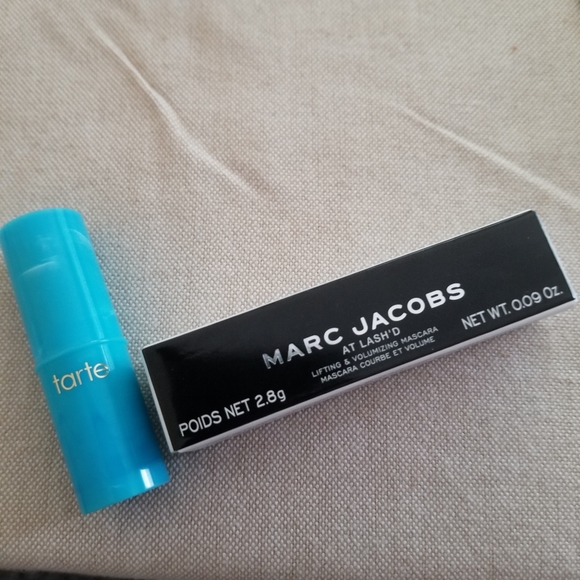 tarte
MARC JACOBS
AT LASH'D
LIFTING & VOLUMIZING MASCARA
MASCARA COURBE ET VOLUME
POIDS NET 2.8g
NET WT. 0.09 Oz.